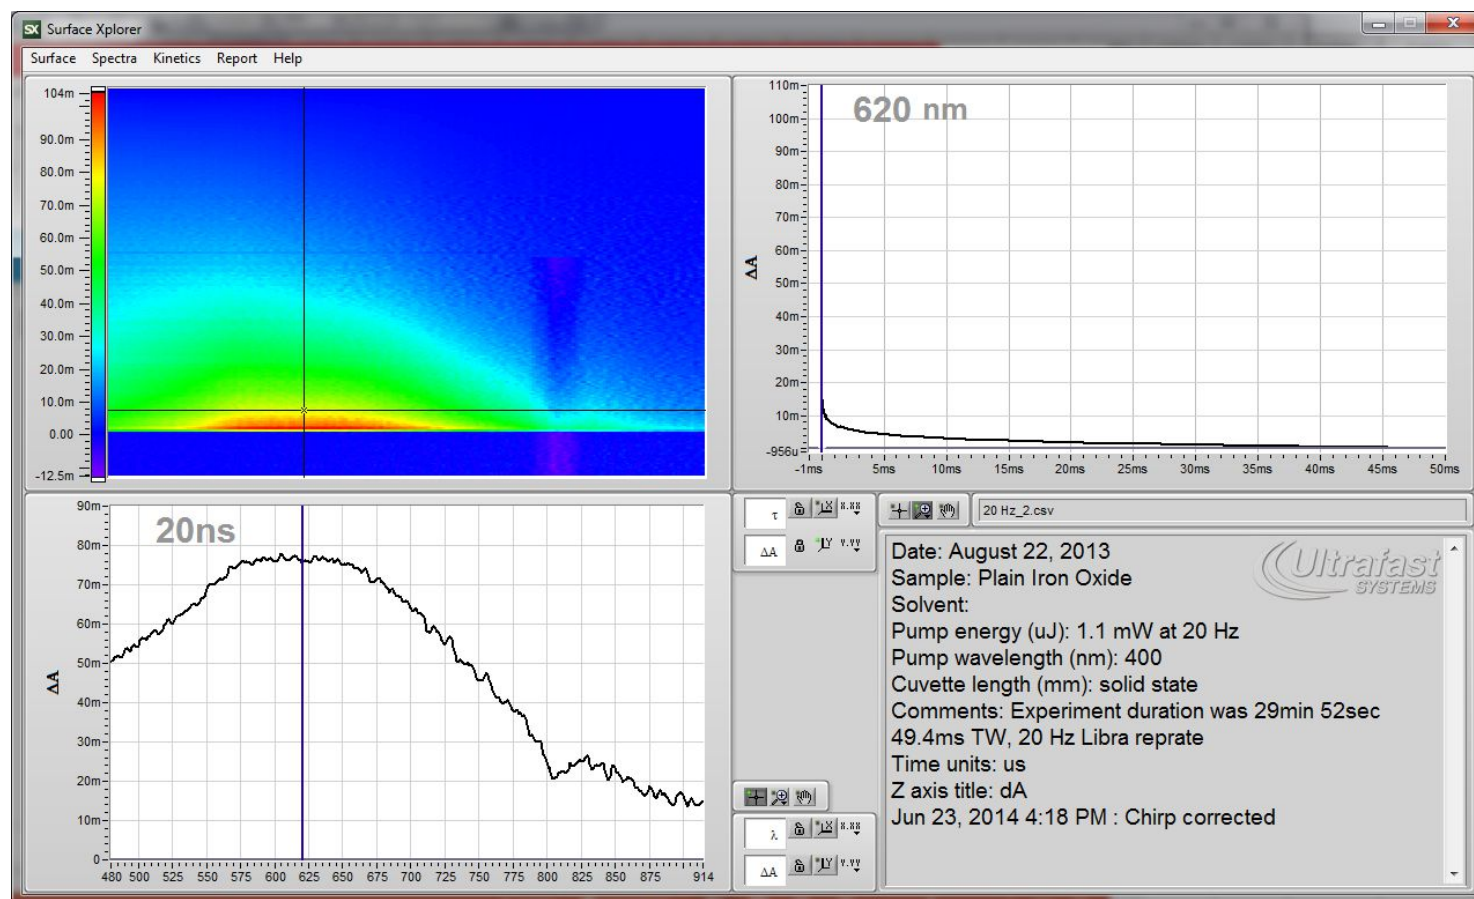 SX Surface Xplorer
Surface Spectra Kinetics Report Help
104m
90.0m
80.0m
70.0m
60.0m
50.0m
40.0m
30.0m
20.0m
10.0m
0.00
-12.5m
620 nm
110m
100m
90m
80m
70m
60m
50m
40m
30m
20m
10m
-956u
ΔA
-1ms 5ms 10ms 15ms 20ms 25ms 30ms 35ms 40ms 45ms 50ms
20ns
90m
80m
70m
60m
50m
40m
30m
20m
10m
0
ΔA
480 500 525 550 575 600 625 650 675 700 725 750 775 800 825 850 875 914
τ X.XX
ΔA Y.YY
λ X.XX
ΔA Y.YY
20 Hz_2.csv
Ultrafast
SYSTEMS
Date: August 22, 2013
Sample: Plain Iron Oxide
Solvent:
Pump energy (uJ): 1.1 mW at 20 Hz
Pump wavelength (nm): 400
Cuvette length (mm): solid state
Comments: Experiment duration was 29min 52sec
49.4ms TW, 20 Hz Libra reprate
Time units: us
Z axis title: dA
Jun 23, 2014 4:18 PM : Chirp corrected